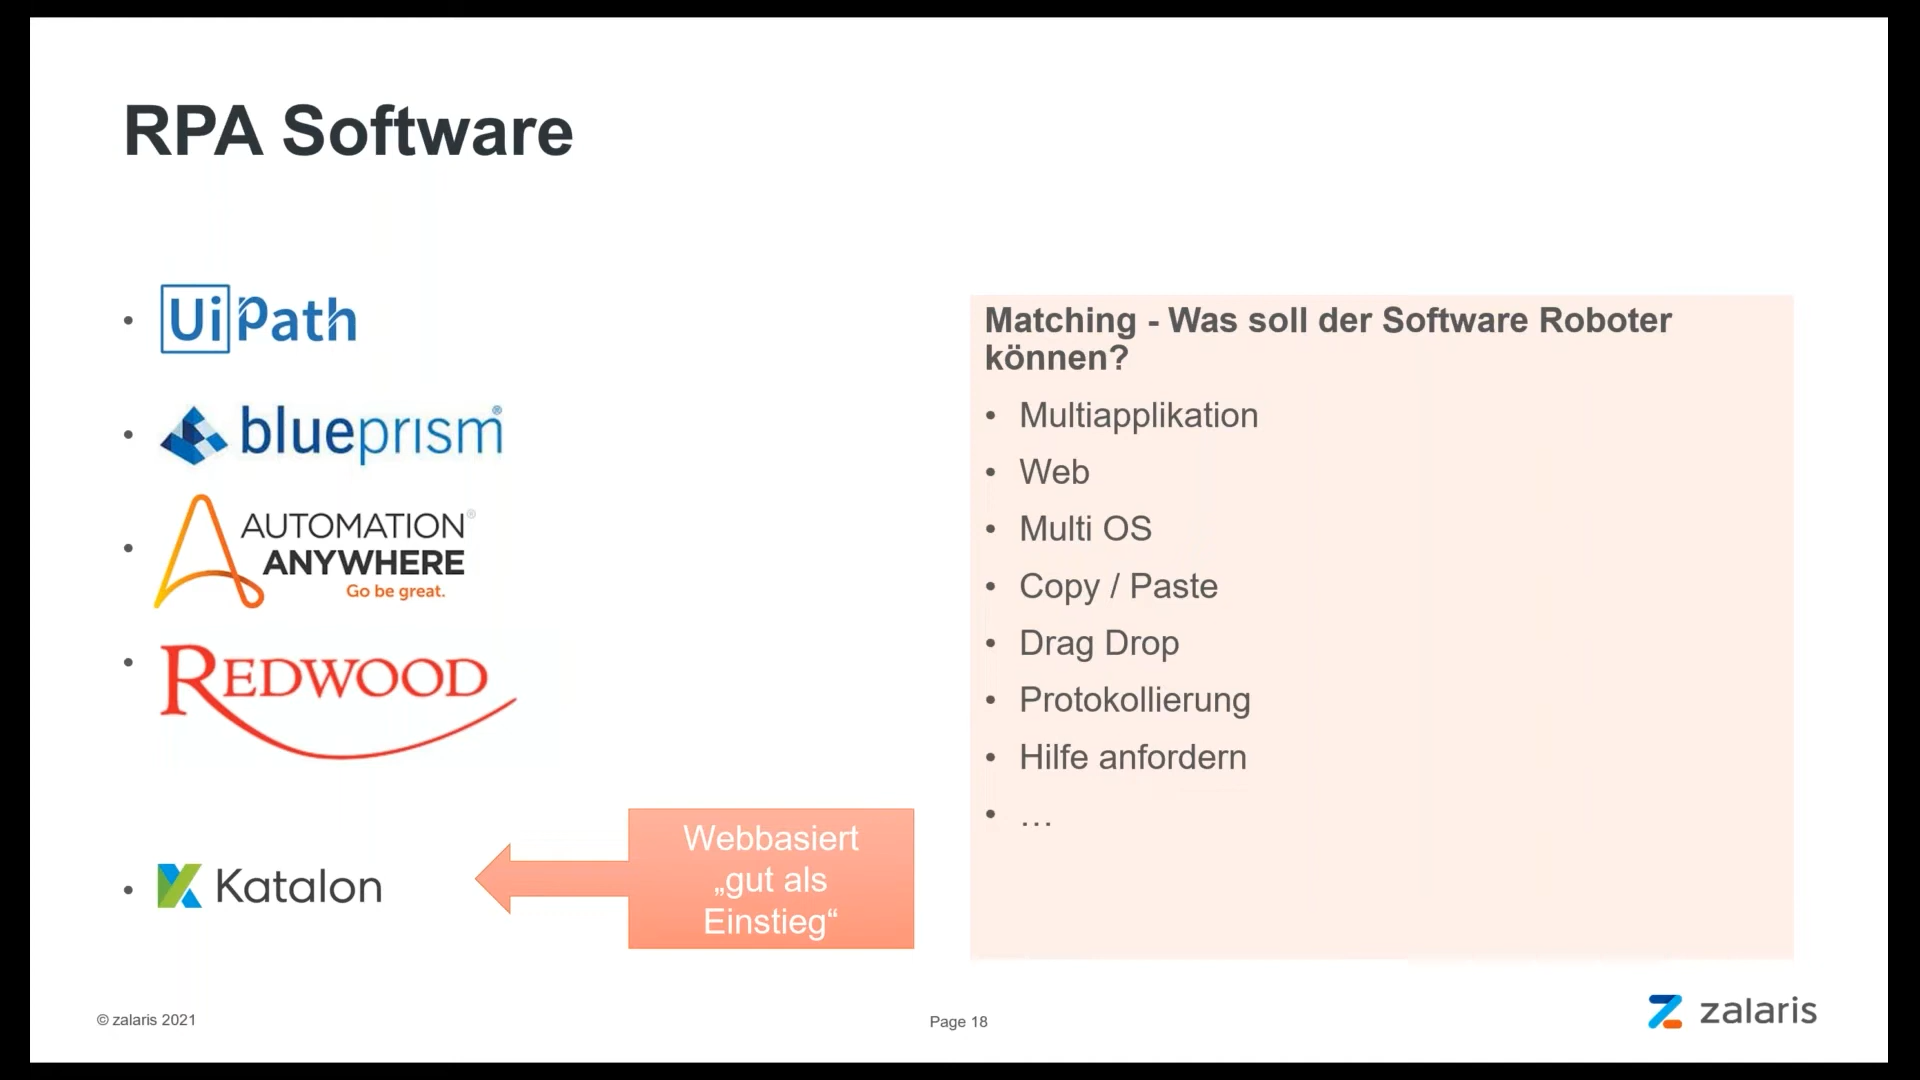 RPA Software
• UiPath
• blueprism®
• AUTOMATION®
ANYWHERE
Go be great.
• REDWOOD
• Katalon
Webbasiert
„gut als
Einstieg“
Matching - Was soll der Software Roboter
können?
• Multiapplikation
• Web
• Multi OS
• Copy / Paste
• Drag Drop
• Protokollierung
• Hilfe anfordern
• …
© zalaris 2021
Page 18
zalaris